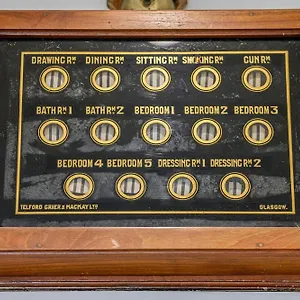 DRAWING RM DINING RM SITTING RM SMOKING RM GUN RM
BATH RM 1 BATH RM 2 BEDROOM 1 BEDROOM 2 BEDROOM 3
BEDROOM 4 BEDROOM 5 DRESSING RM 1 DRESSING RM 2
TELFORD GRIER & MACKAY LTD GLASGOW.